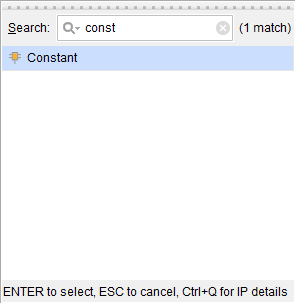 Search: const (1 match)
Constant
ENTER to select, ESC to cancel, Ctrl+Q for IP details